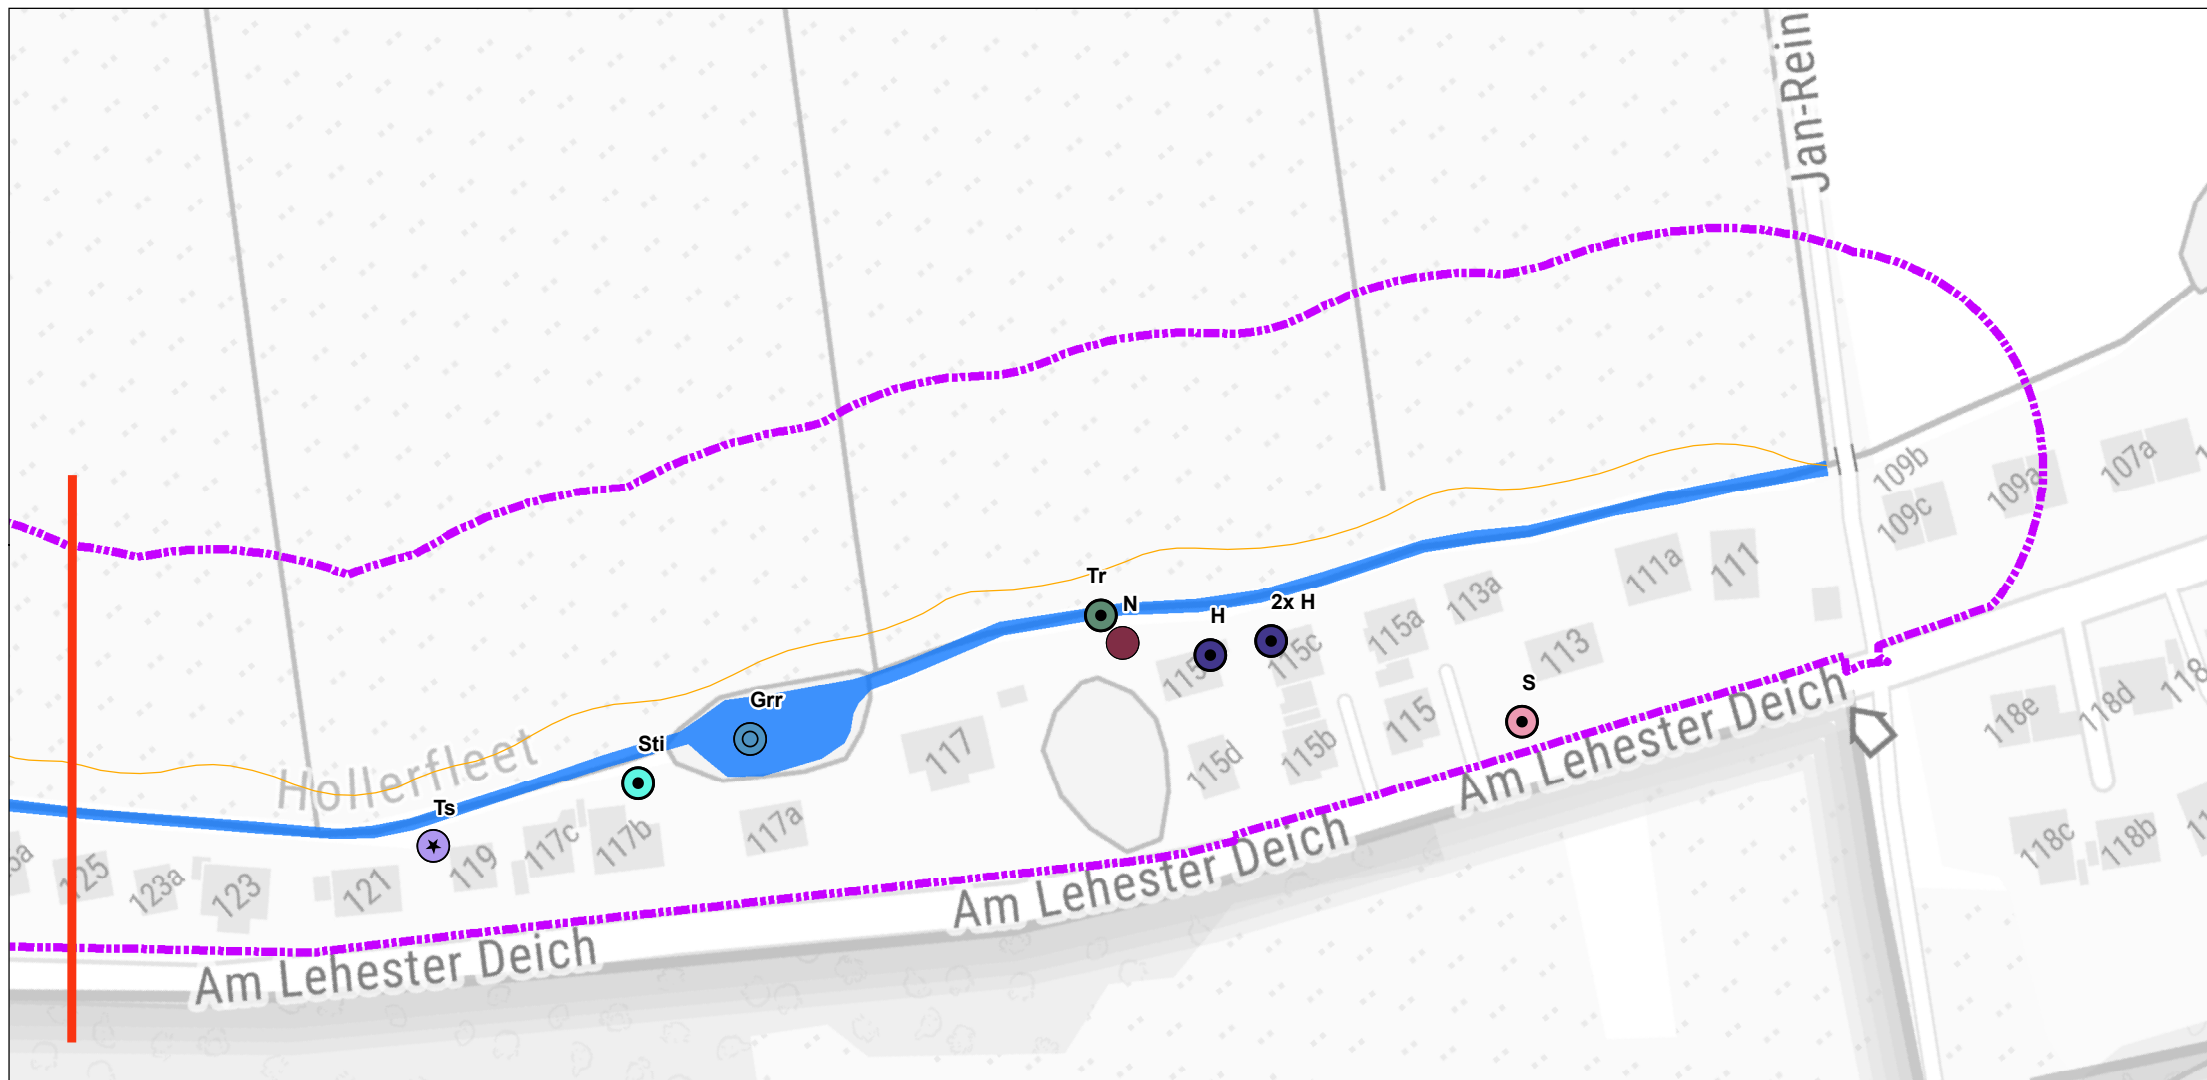 Jan-Rein
109b
109a
107a
109c
Tr
N
H
2x H
115c
115a
113a
111a
111
113
S
Grr
Sti
Hollerfleet
Ts
117
115d
115b
115
118e
118d
118
117a
117b
117c
119
121
123
123a
125
118c
118b
Am Lehester Deich
Am Lehester Deich
Am Lehester Deich